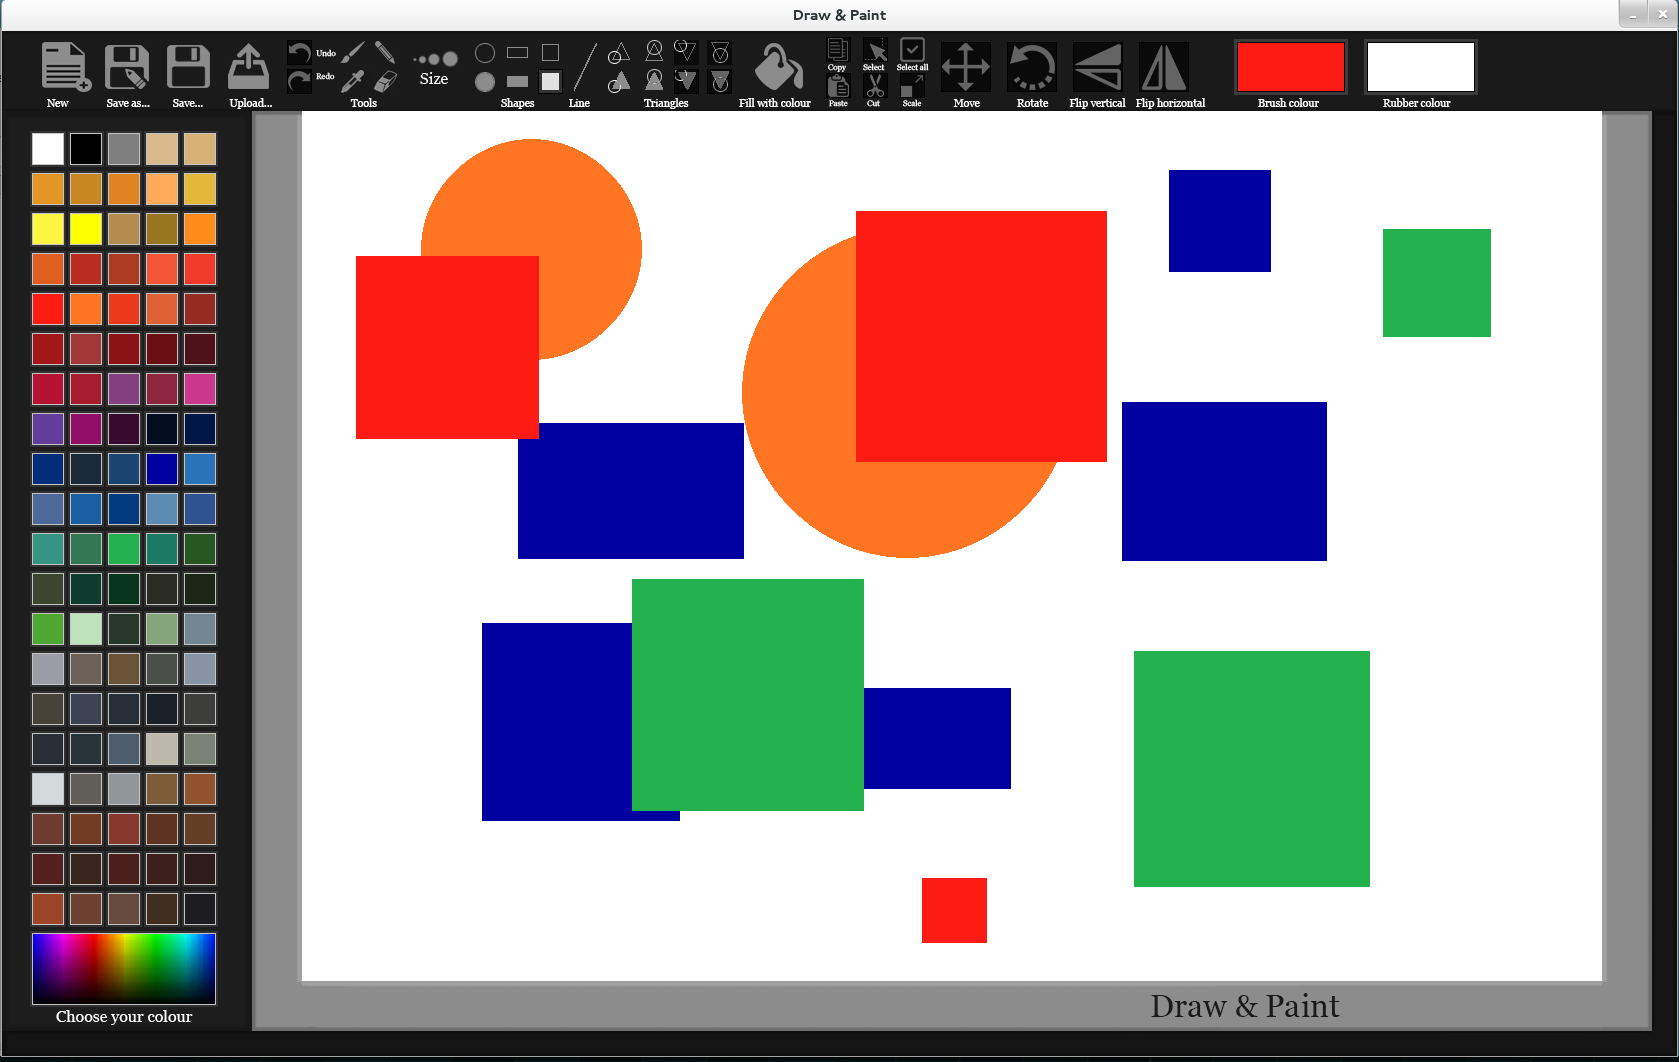 Draw & Paint
New
Save as...
Save...
Upload...
Undo
Redo
Tools
Size
Shapes
Line
Triangles
Fill with colour
Copy
Select
Select all
Paste
Cut
Scale
Move
Rotate
Flip vertical
Flip horizontal
Brush colour
Rubber colour
Choose your colour
Draw & Paint